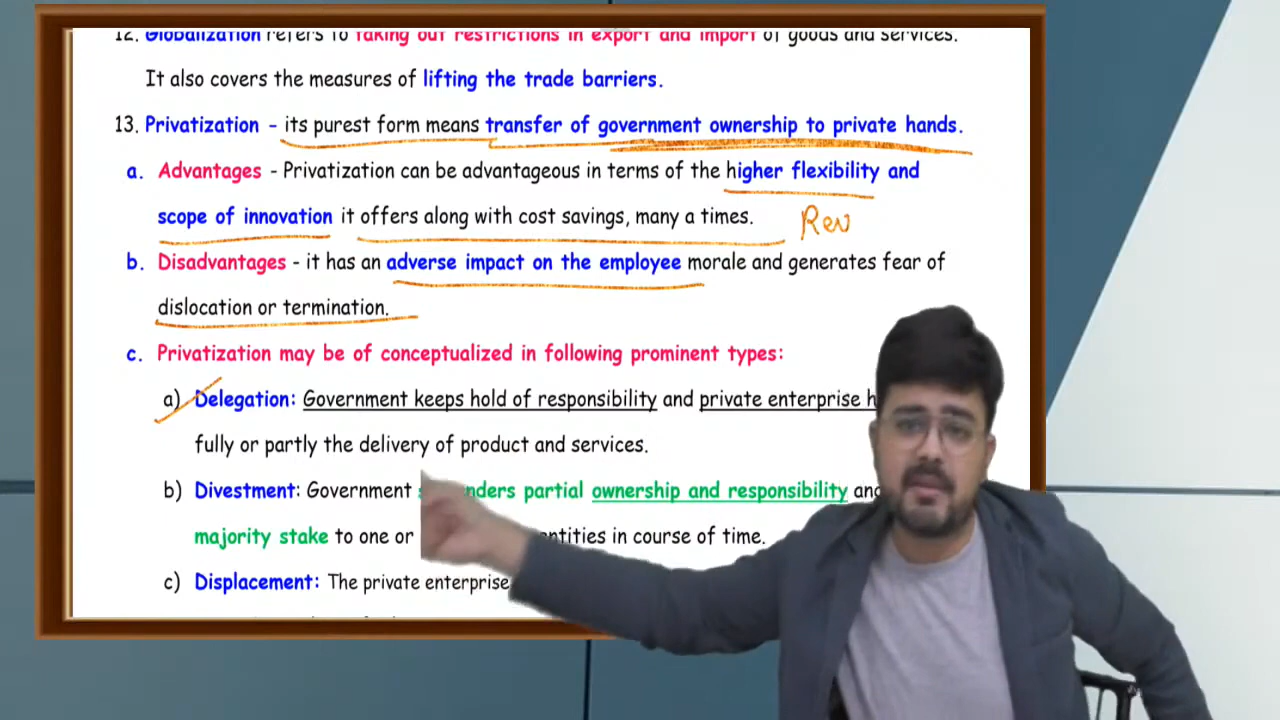 12. Globalization refers to taking out restrictions in export and import of goods and services.
It also covers the measures of lifting the trade barriers.
13. Privatization - its purest form means transfer of government ownership to private hands.
a. Advantages - Privatization can be advantageous in terms of the higher flexibility and
scope of innovation it offers along with cost savings, many a times.
Rev
b. Disadvantages - it has an adverse impact on the employee morale and generates fear of
dislocation or termination.
c. Privatization may be of conceptualized in following prominent types:
a) Delegation: Government keeps hold of responsibility and private enterprise h
fully or partly the delivery of product and services.
b) Divestment: Government partial ownership and responsibility and
majority stake to one or in course of time.
c) Displacement: The private enterprise